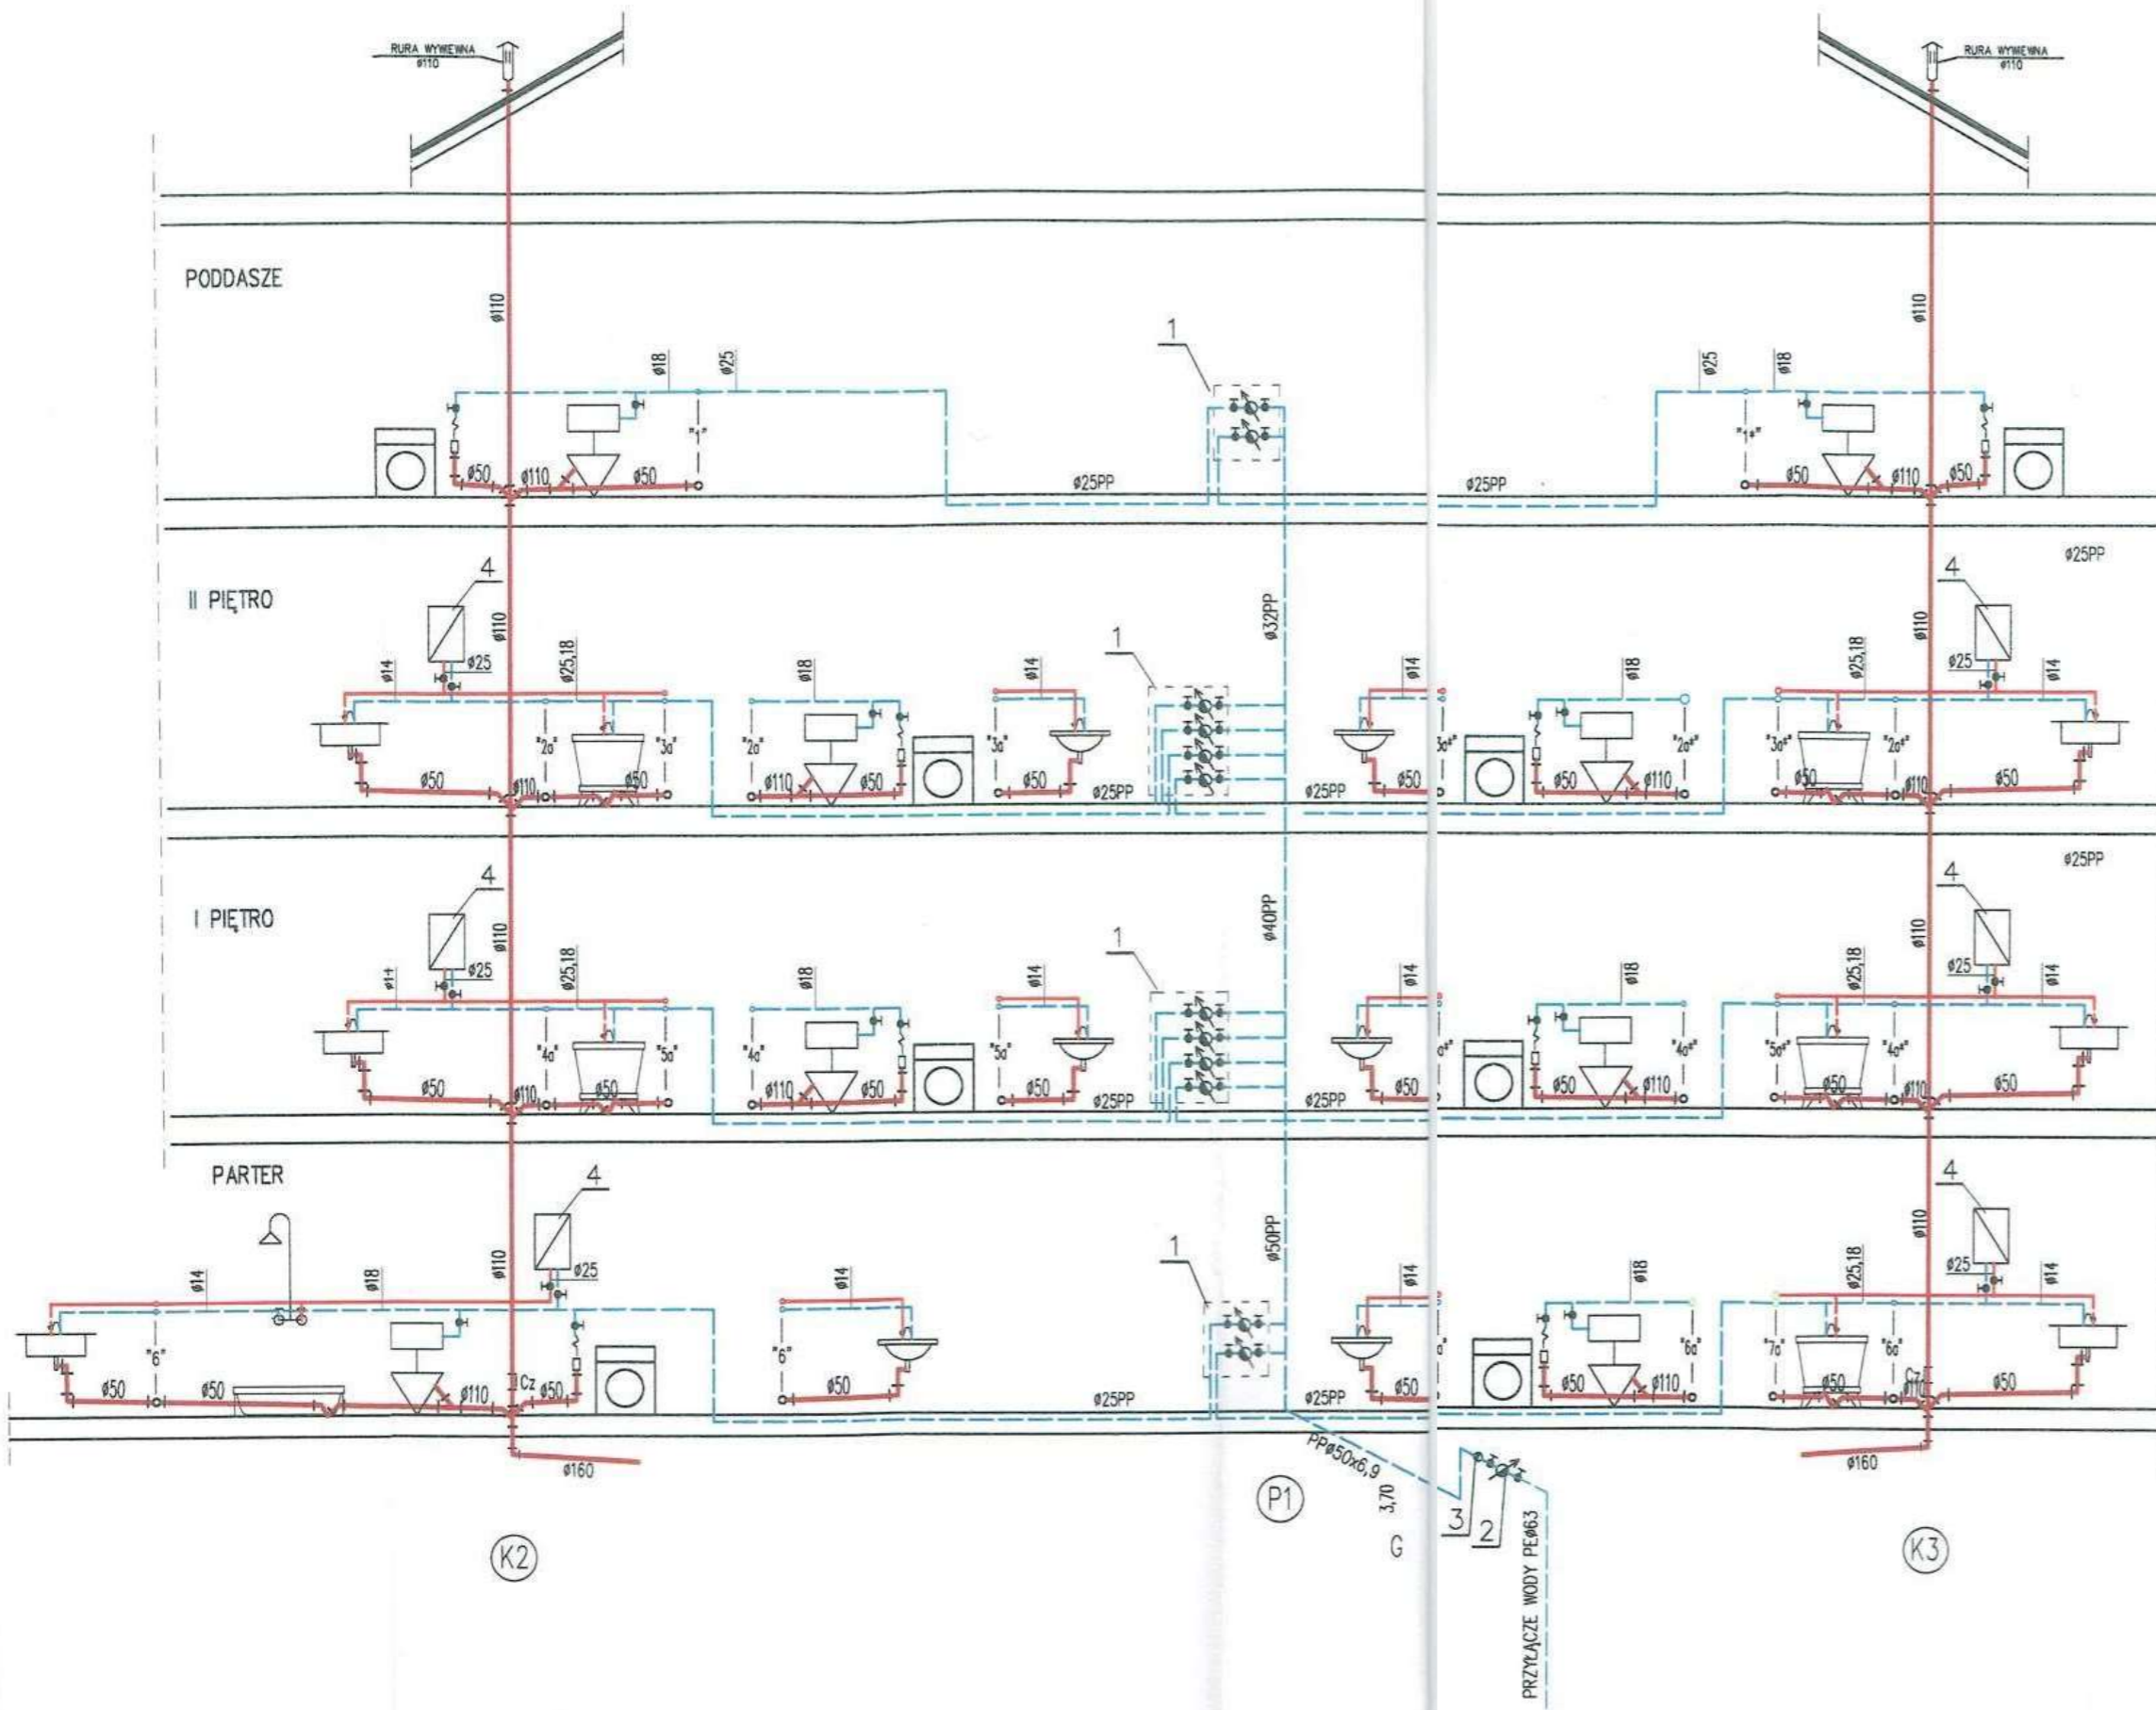 RURA WYWIEWNA
ø110
RURA WYWIEWNA
ø110
PODDASZE
ø110
ø110
1
ø18
ø25
ø25
ø18
"1"
"1*"
ø50
ø110
ø50
ø25PP
ø25PP
ø50
ø110
ø50
ø25PP
II PIĘTRO
4
ø110
ø32PP
4
ø110
1
ø14
ø25
ø25,18
ø18
ø14
ø14
ø18
ø25,18
ø25
ø14
"2a"
"3a"
"2a"
"3a"
3a*"
"2a*"
"3a*"
"2a*"
ø50
ø110
ø50
ø110
ø50
ø50
ø25PP
ø25PP
ø50
ø50
ø110
ø50
ø110
ø50
ø25PP
I PIĘTRO
4
ø110
ø40PP
4
ø110
1
ø14
ø25
ø25,18
ø18
ø14
ø14
ø18
ø25,18
ø25
ø14
"4a"
"5a"
"4a"
"5a"
a*"
"4a*"
"5a*"
"4a*"
ø50
ø110
ø50
ø110
ø50
ø50
ø25PP
ø25PP
ø50
ø50
ø110
ø50
ø110
ø50
PARTER
4
ø110
ø50PP
4
ø110
1
ø14
ø18
ø25
ø14
ø14
ø18
ø25,18
ø25
ø14
"6"
"6"
a"
"6a"
"7a"
"6a"
ø50
ø50
ø110
Cz
ø50
ø50
ø25PP
ø25PP
ø50
ø50
ø110
ø50
ø110
Cz
ø50
ø160
PPø50x6,9
3,70
3
2
ø160
K2
P1
G
K3
PRZYŁĄCZE WODY PEø63